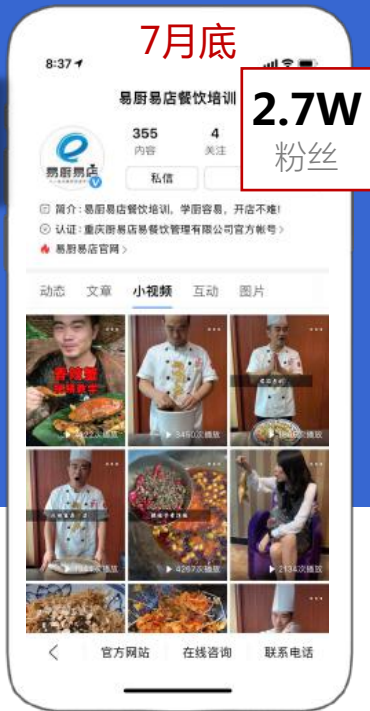 7月底
8:37
易厨易店餐饮培训
2.7W
粉丝
355
内容
4
关注
易厨易店
私信
简介:易厨易店餐饮培训,学厨容易,开店不难!
认证:重庆厨易店易餐饮管理有限公司官方帐号>
易厨易店官网>
动态 文章 小视频 互动 图片
香辣蟹
3450次播放
4267次播放
2134次播放
官方网站 在线咨询 联系电话